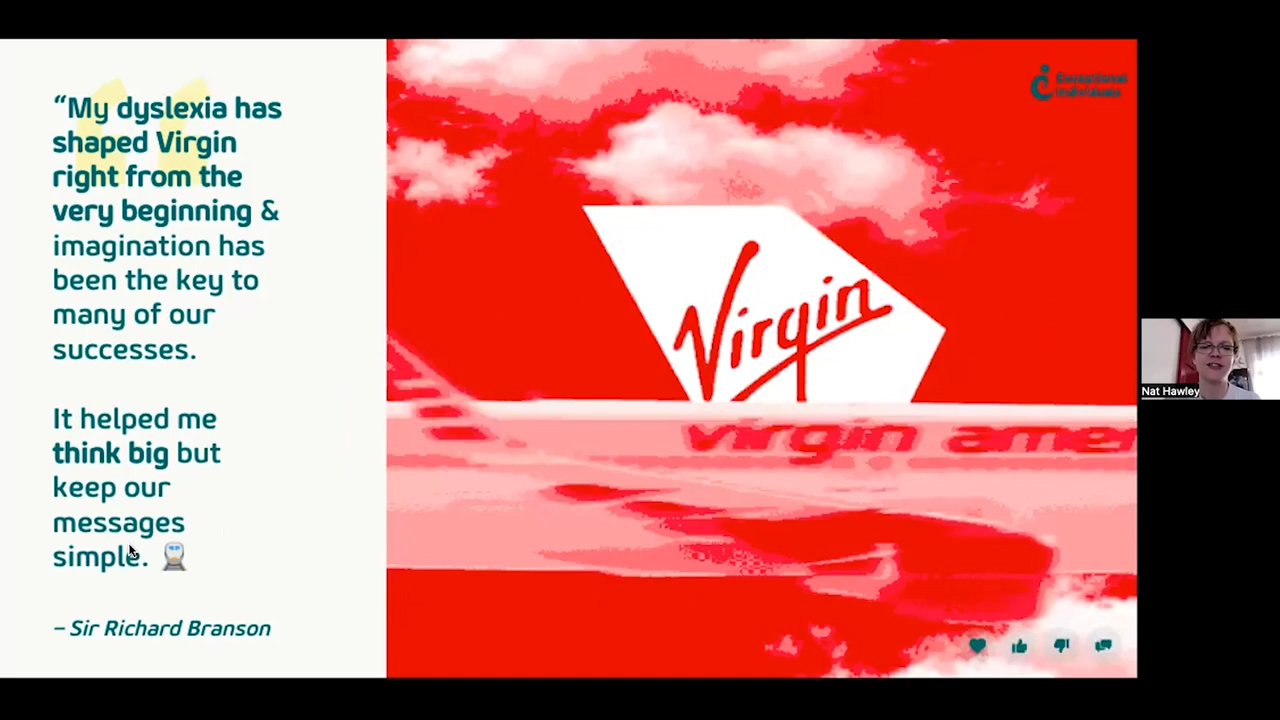 “My dyslexia has
shaped Virgin
right from the
very beginning &
imagination has
been the key to
many of our
successes.
It helped me
think big but
keep our
messages
simple.
– Sir Richard Branson
Exceptional
Individuals
Virgin
virgin amer
Nat Hawley